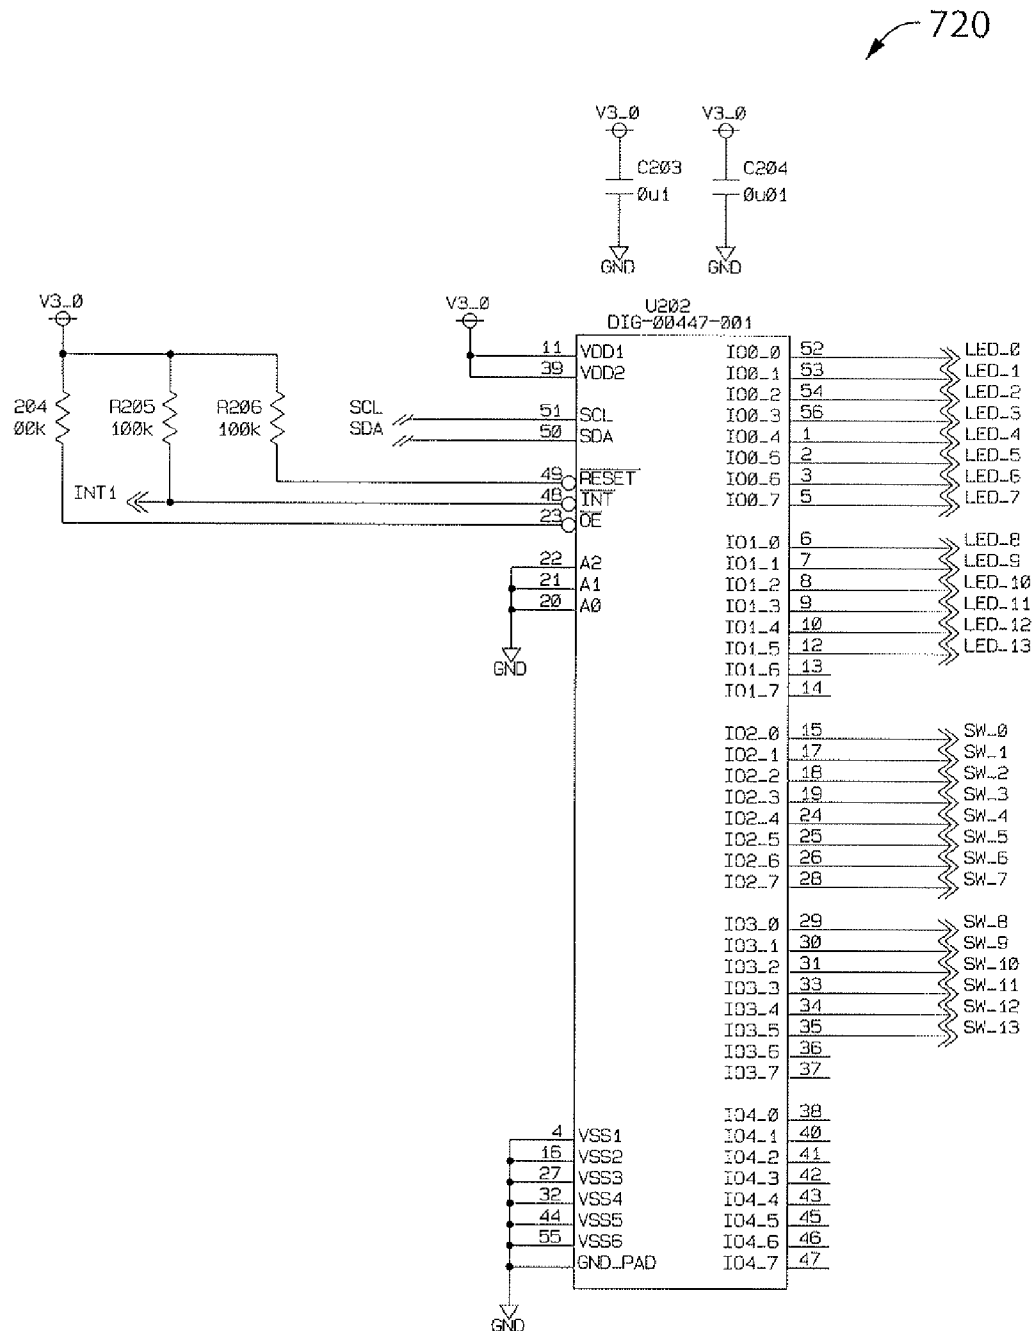 720
V3_0 V3_0
C203 C204
0u1 0u01
GND GND
V3_0 V3_0
U202
DIG-00447-001
204 R205 R206
00k 100k 100k
INT1
SCL
SDA
11 VDD1
39 VDD2
51 SCL
50 SDA
49 RESET
48 INT
23 OE
22 A2
21 A1
20 A0
GND
4 VSS1
16 VSS2
27 VSS3
32 VSS4
44 VSS5
55 VSS6
GND_PAD
GND
IO0_0 52 LED_0
IO0_1 53 LED_1
IO0_2 54 LED_2
IO0_3 56 LED_3
IO0_4 1 LED_4
IO0_5 2 LED_5
IO0_6 3 LED_6
IO0_7 5 LED_7
IO1_0 6 LED_8
IO1_1 7 LED_9
IO1_2 8 LED_10
IO1_3 9 LED_11
IO1_4 10 LED_12
IO1_5 12 LED_13
IO1_6 13
IO1_7 14
IO2_0 15 SW_0
IO2_1 17 SW_1
IO2_2 18 SW_2
IO2_3 19 SW_3
IO2_4 24 SW_4
IO2_5 25 SW_5
IO2_6 26 SW_6
IO2_7 28 SW_7
IO3_0 29 SW_8
IO3_1 30 SW_9
IO3_2 31 SW_10
IO3_3 33 SW_11
IO3_4 34 SW_12
IO3_5 35 SW_13
IO3_6 36
IO3_7 37
IO4_0 38
IO4_1 40
IO4_2 41
IO4_3 42
IO4_4 43
IO4_5 45
IO4_6 46
IO4_7 47